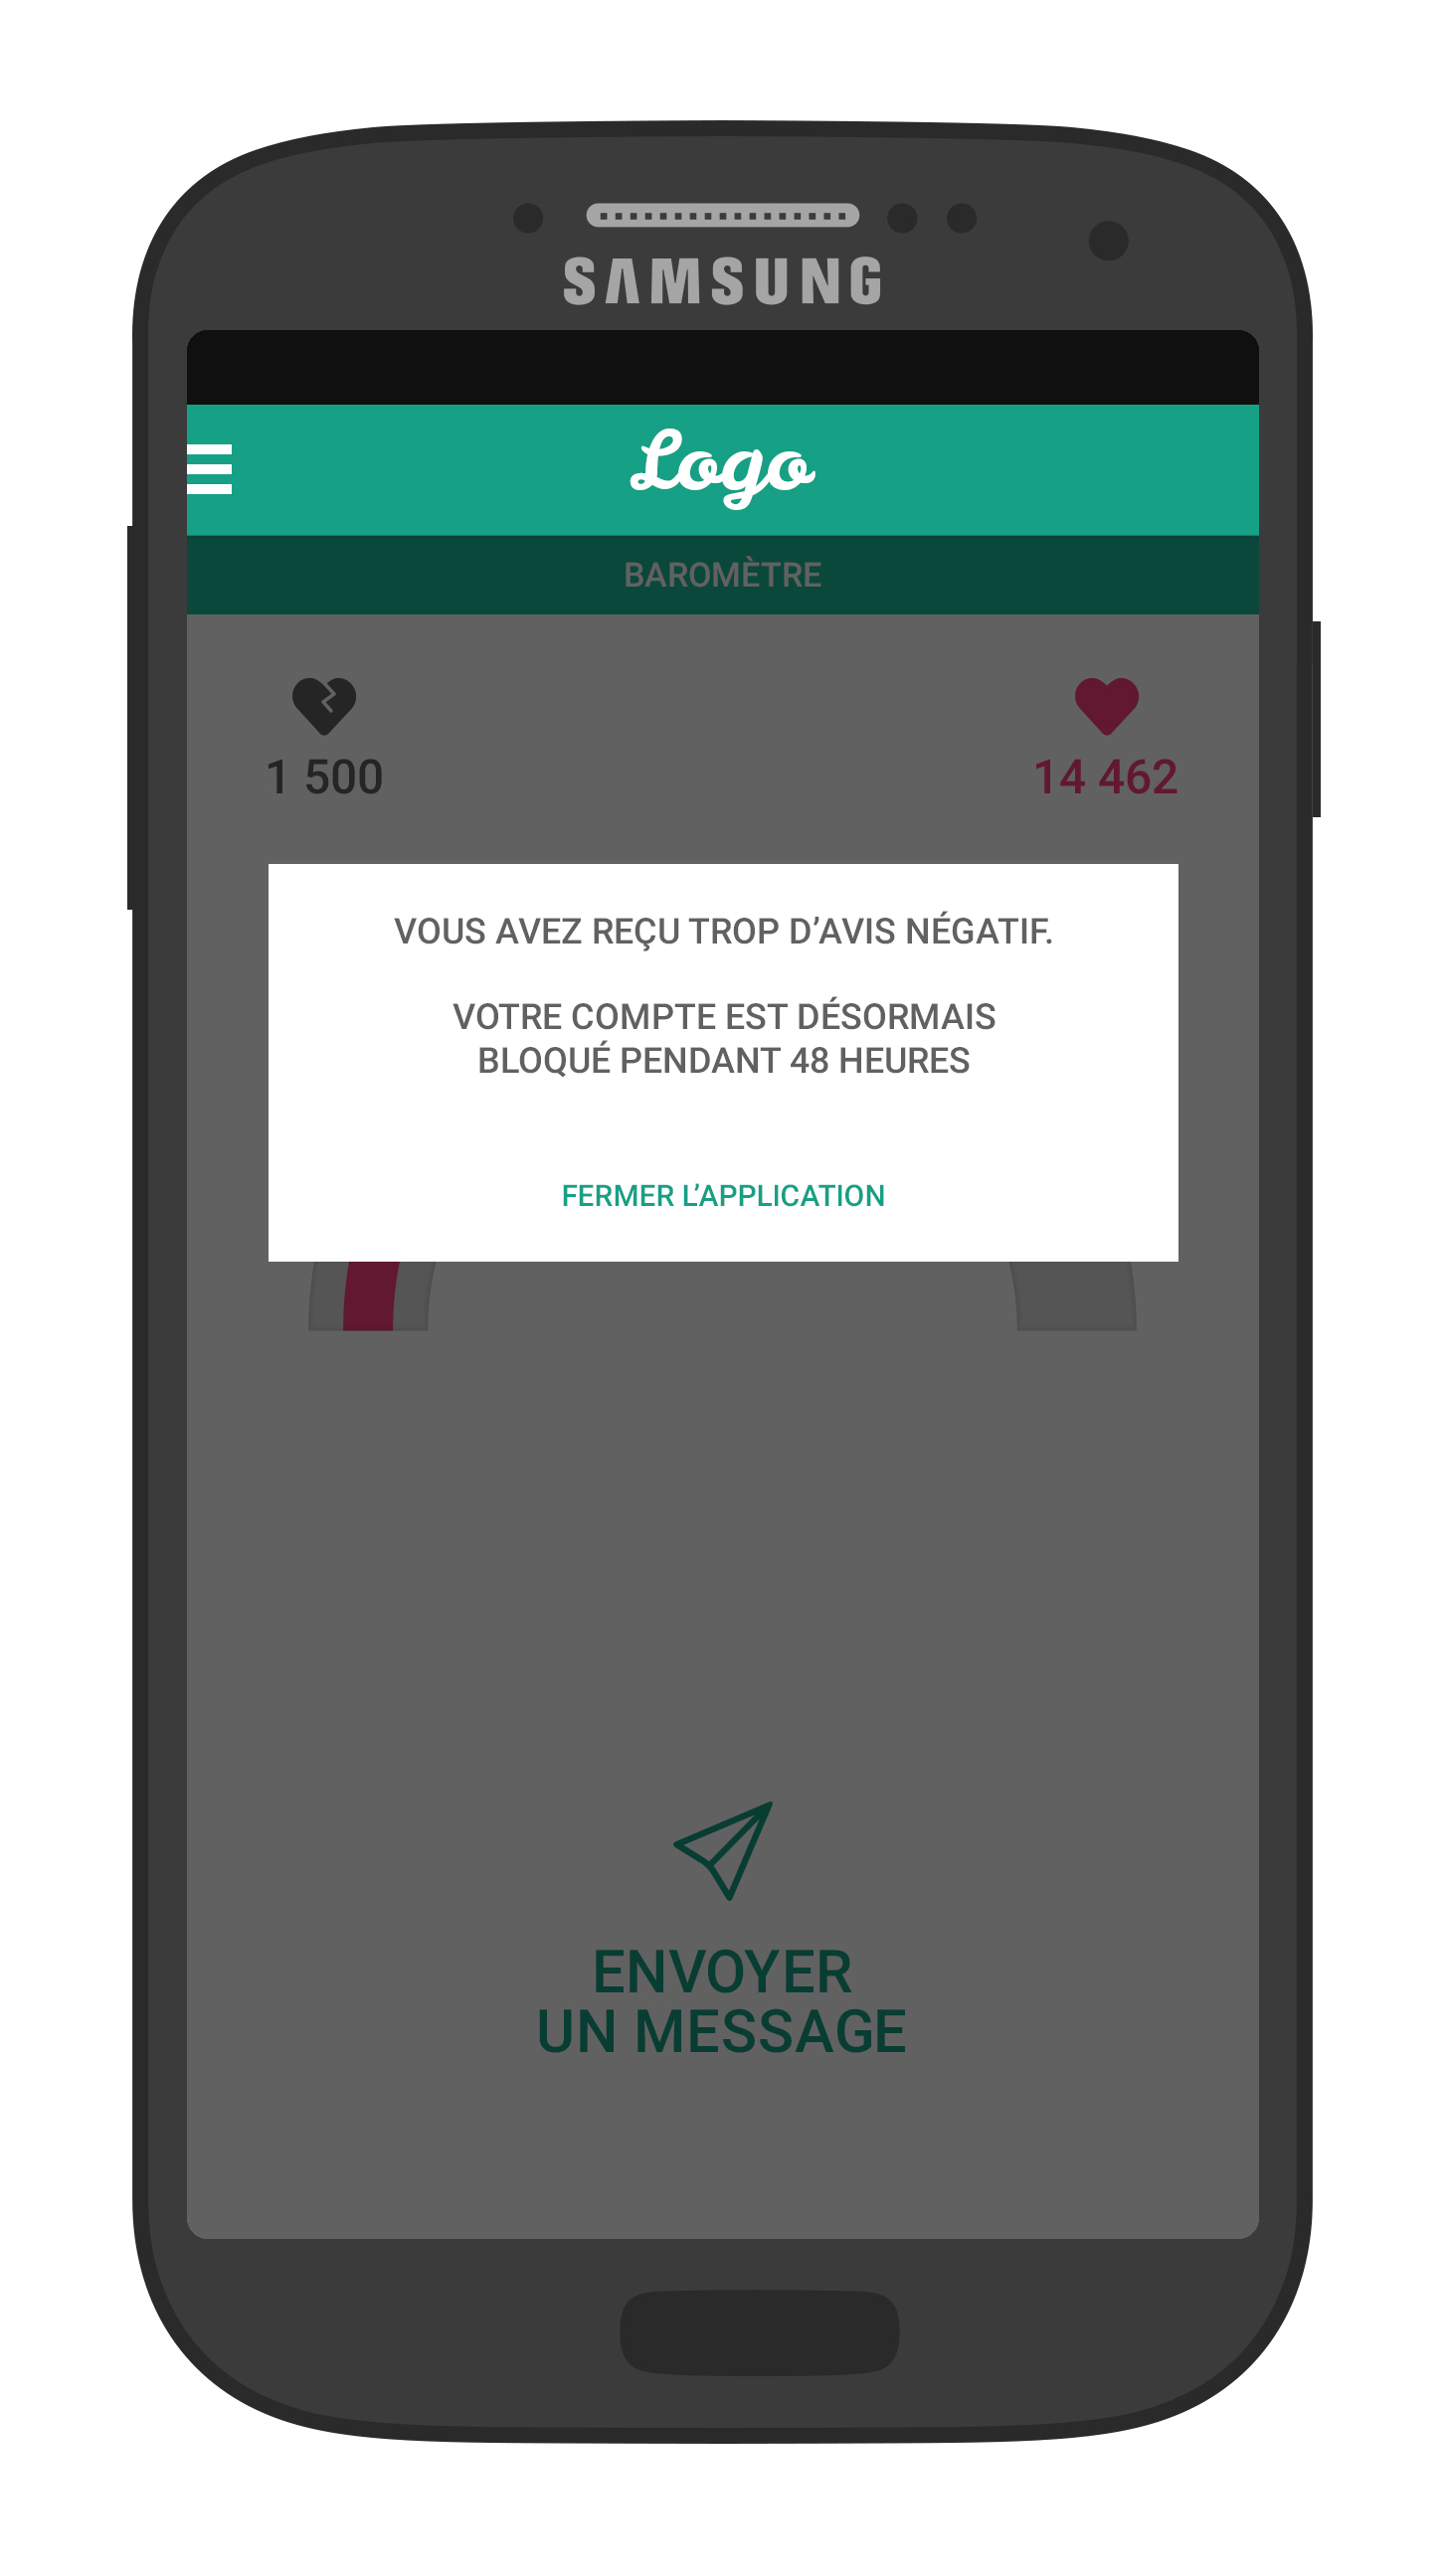 SAMSUNG
Logo
BAROMÈTRE
1 500
14 462
VOUS AVEZ REÇU TROP D’AVIS NÉGATIF.
VOTRE COMPTE EST DÉSORMAIS
BLOQUÉ PENDANT 48 HEURES
FERMER L’APPLICATION
ENVOYER
UN MESSAGE